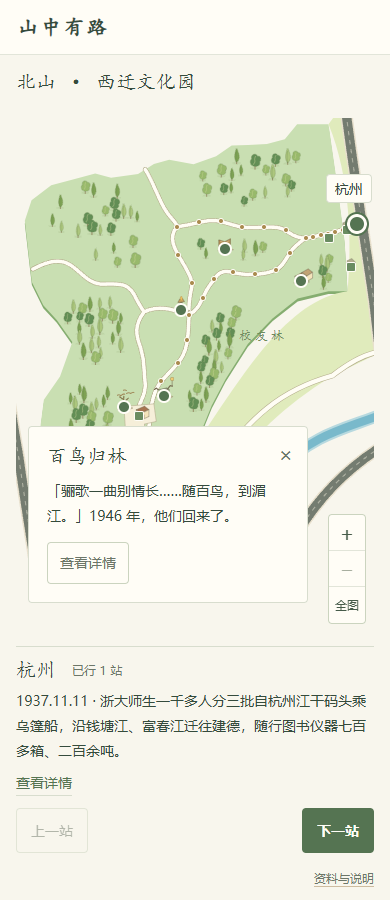 山中有路
北山 • 西迁文化园
杭州
校友林
百鸟归林
×
「骊歌一曲别情长……随百鸟，到湄
江。」1946 年，他们回来了。
查看详情
+
−
全图
杭州 已行 1 站
1937.11.11 · 浙大师生一千多人分三批自杭州江干码头乘
乌篷船，沿钱塘江、富春江迁往建德，随行图书仪器七百
多箱、二百余吨。
查看详情
上一站
下一站
资料与说明